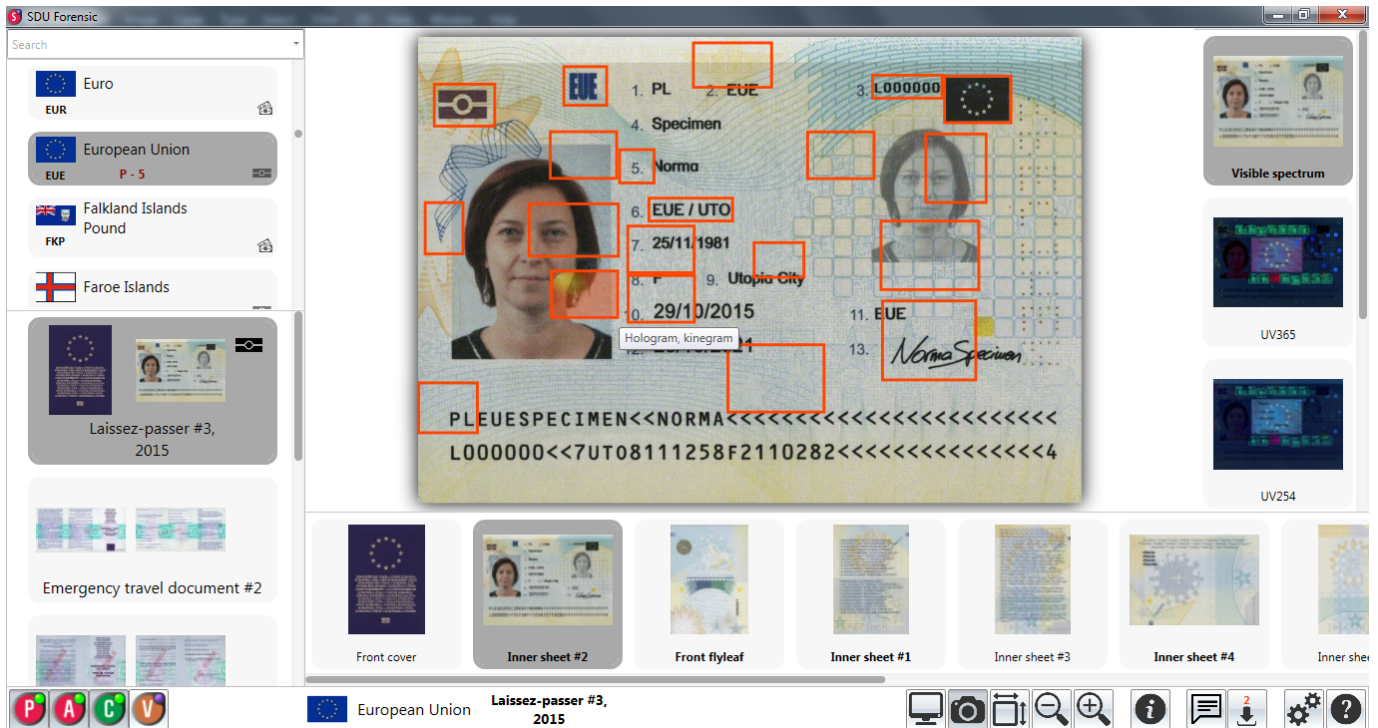 SDU Forensic
Search
Euro
EUR
European Union
EUE P - 5
Falkland Islands
Pound
FKP
Faroe Islands
Laissez-passer #3,
2015
Emergency travel document #2
EUE
1. PL 2. EUE 3. L000000
4. Specimen
5. Norma
6. EUE / UTO
7. 25/11/1981
8. F 9. Utopia City
10. 29/10/2015 11. EUE
Hologram, kinegram
13. NormaSpecimen
PLEUESPECIMEN<<NORMA<<<<<<<<<<<<<<<<<<<<<<<<
L000000<<7UTO8111258F2110282<<<<<<<<<<<<<<<4
Visible spectrum
UV365
UV254
Front cover
Inner sheet #2
Front flyleaf
Inner sheet #1
Inner sheet #3
Inner sheet #4
P A C V
European Union
Laissez-passer #3,
2015
2